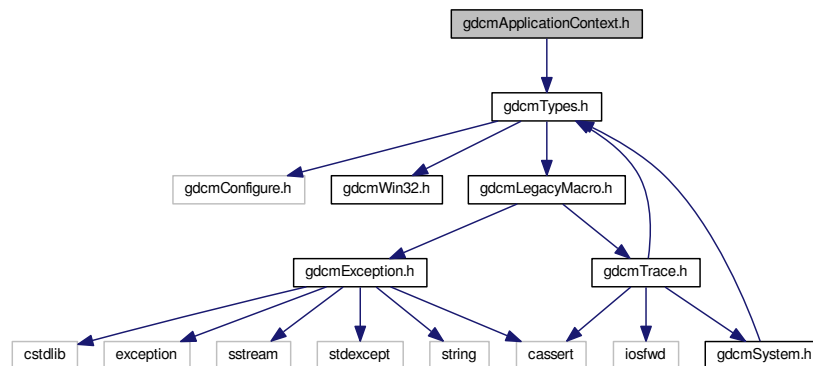 gdcmApplicationContext.h
gdcmTypes.h
gdcmConfigure.h
gdcmWin32.h
gdcmLegacyMacro.h
gdcmException.h
gdcmTrace.h
cstdlib
exception
sstream
stdexcept
string
cassert
iosfwd
gdcmSystem.h